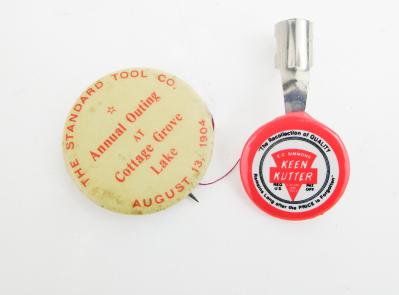 THE STANDARD TOOL CO.
Annual Outing
AT
Cottage Grove
Lake
AUGUST 13, 1904
"The Recollection of QUALITY
E.C. SIMMONS
KEEN
KUTTER
REG. PAT.
U.S. OFF.
Remains Long after the PRICE is Forgotten"